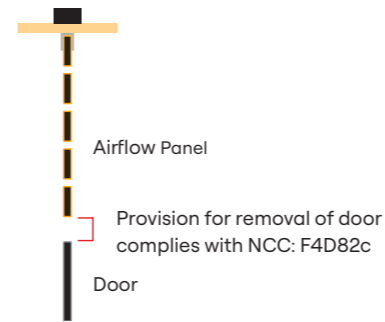 Airflow Panel
Provision for removal of door
complies with NCC: F4D82c
Door